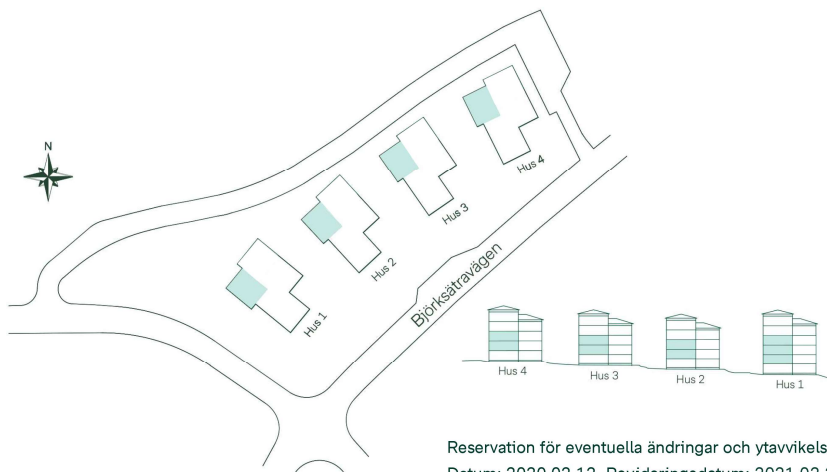 N
Hus 4
Hus 3
Hus 2
Hus 1
Björksätravägen
Hus 4
Hus 3
Hus 2
Hus 1
Reservation för eventuella ändringar och